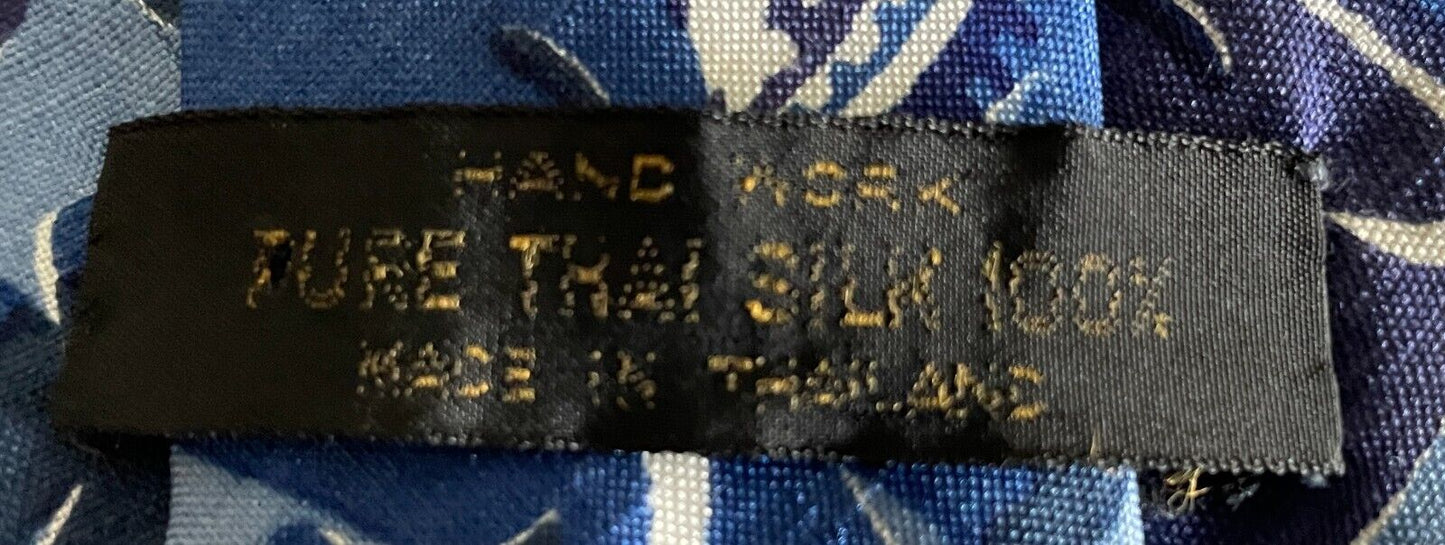 HAND WORK
PURE THAI SILK 100%
MADE IN THAILAND